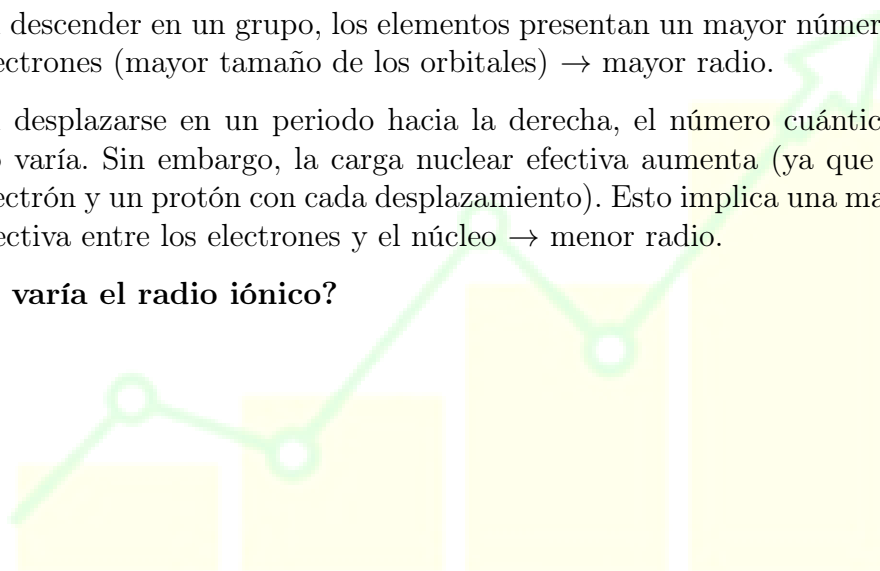 descender en un grupo, los elementos presentan un mayor númer
ectrones (mayor tamaño de los orbitales) → mayor radio.
desplazarse en un periodo hacia la derecha, el número cuántic
varía. Sin embargo, la carga nuclear efectiva aumenta (ya que
ectrón y un protón con cada desplazamiento). Esto implica una ma
ectiva entre los electrones y el núcleo → menor radio.
varía el radio iónico?